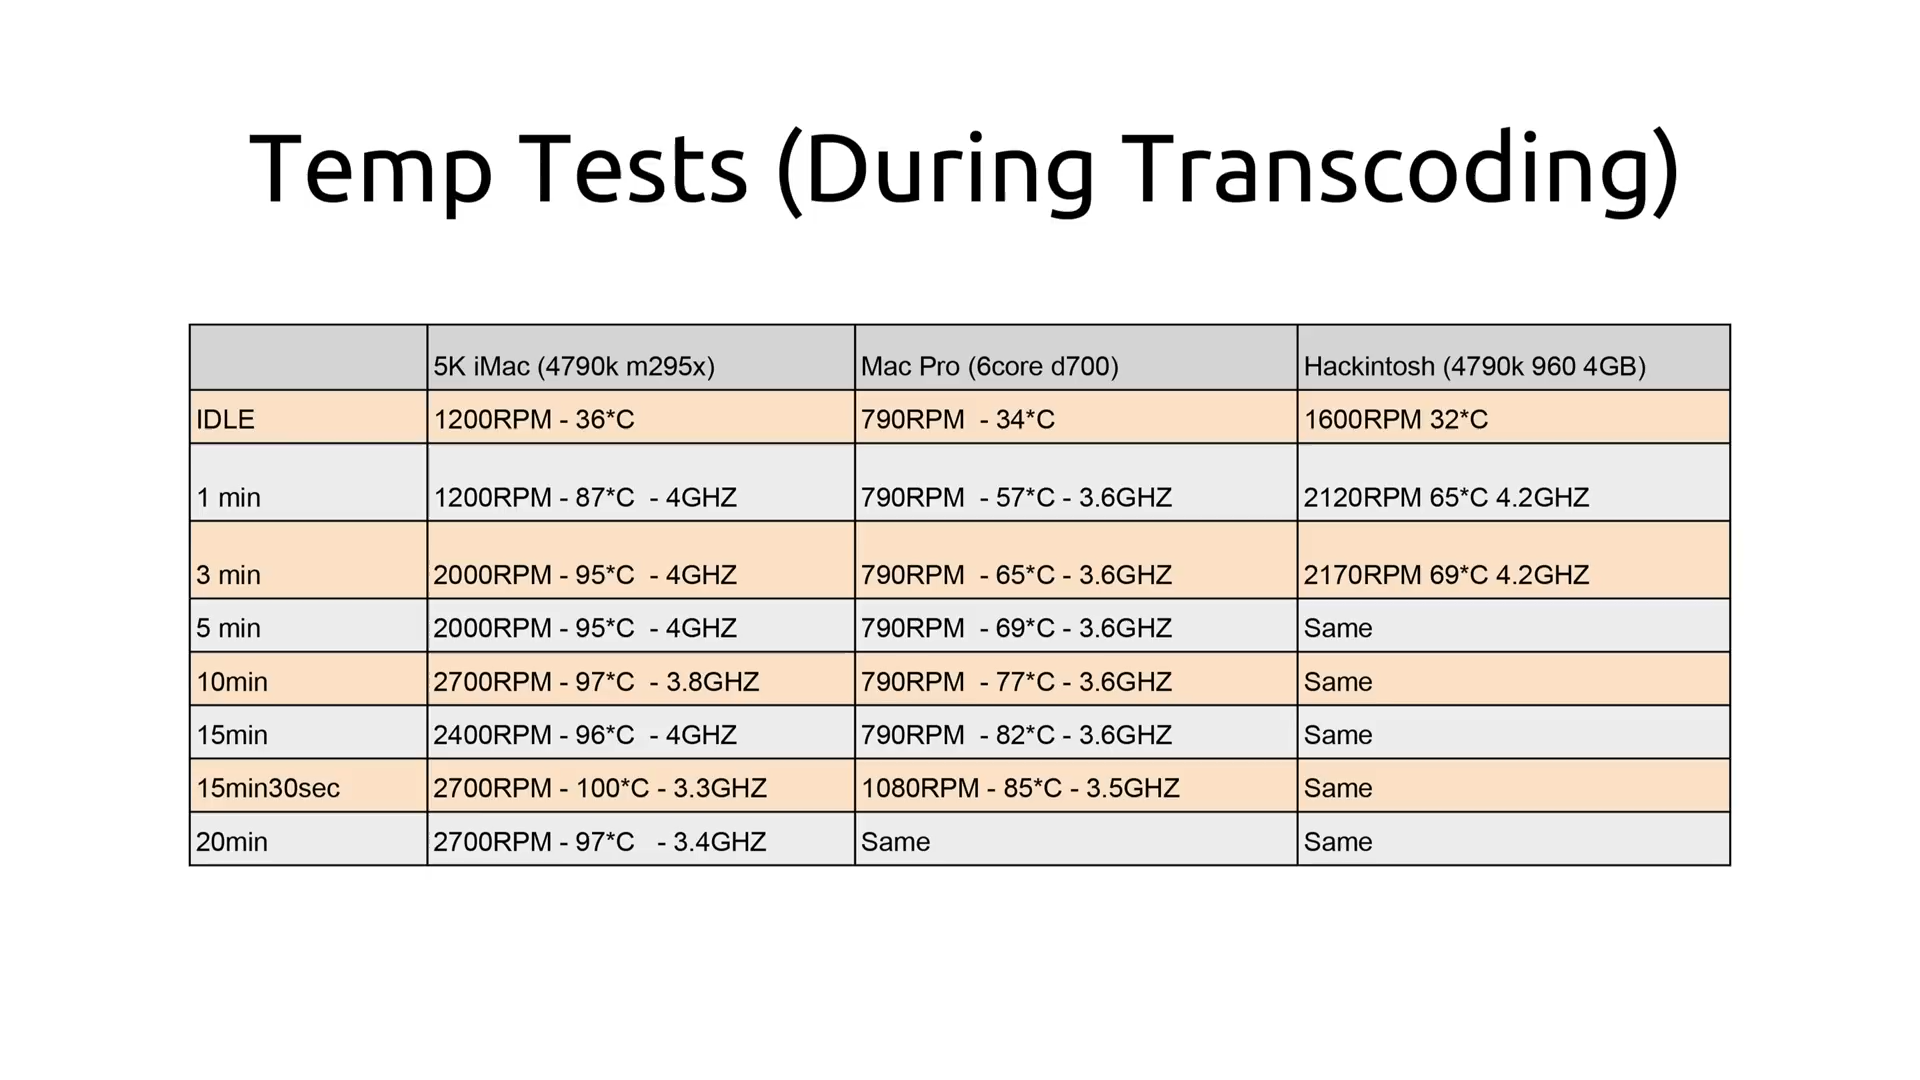 Temp Tests (During Transcoding)
5K iMac (4790k m295x) Mac Pro (6core d700) Hackintosh (4790k 960 4GB)
IDLE 1200RPM - 36*C 790RPM - 34*C 1600RPM 32*C
1 min 1200RPM - 87*C - 4GHZ 790RPM - 57*C - 3.6GHZ 2120RPM 65*C 4.2GHZ
3 min 2000RPM - 95*C - 4GHZ 790RPM - 65*C - 3.6GHZ 2170RPM 69*C 4.2GHZ
5 min 2000RPM - 95*C - 4GHZ 790RPM - 69*C - 3.6GHZ Same
10min 2700RPM - 97*C - 3.8GHZ 790RPM - 77*C - 3.6GHZ Same
15min 2400RPM - 96*C - 4GHZ 790RPM - 82*C - 3.6GHZ Same
15min30sec 2700RPM - 100*C - 3.3GHZ 1080RPM - 85*C - 3.5GHZ Same
20min 2700RPM - 97*C - 3.4GHZ Same Same